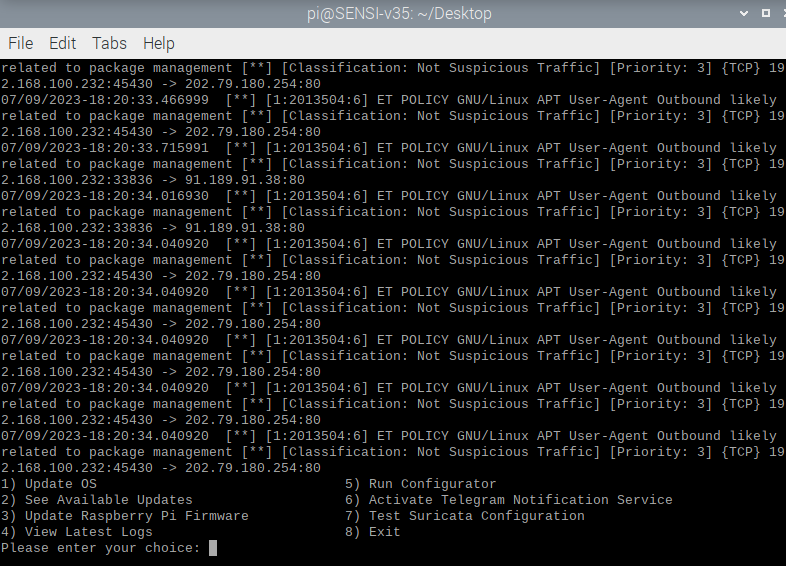 pi@SENSI-v35: ~/Desktop
File Edit Tabs Help
related to package management [**] [Classification: Not Suspicious Traffic] [Priority: 3] {TCP} 19
2.168.100.232:45430 -> 202.79.180.254:80
07/09/2023-18:20:33.466999  [**] [1:2013504:6] ET POLICY GNU/Linux APT User-Agent Outbound likely
related to package management [**] [Classification: Not Suspicious Traffic] [Priority: 3] {TCP} 19
2.168.100.232:45430 -> 202.79.180.254:80
07/09/2023-18:20:33.715991  [**] [1:2013504:6] ET POLICY GNU/Linux APT User-Agent Outbound likely
related to package management [**] [Classification: Not Suspicious Traffic] [Priority: 3] {TCP} 19
2.168.100.232:33836 -> 91.189.91.38:80
07/09/2023-18:20:34.016930  [**] [1:2013504:6] ET POLICY GNU/Linux APT User-Agent Outbound likely
related to package management [**] [Classification: Not Suspicious Traffic] [Priority: 3] {TCP} 19
2.168.100.232:33836 -> 91.189.91.38:80
07/09/2023-18:20:34.040920  [**] [1:2013504:6] ET POLICY GNU/Linux APT User-Agent Outbound likely
related to package management [**] [Classification: Not Suspicious Traffic] [Priority: 3] {TCP} 19
2.168.100.232:45430 -> 202.79.180.254:80
07/09/2023-18:20:34.040920  [**] [1:2013504:6] ET POLICY GNU/Linux APT User-Agent Outbound likely
related to package management [**] [Classification: Not Suspicious Traffic] [Priority: 3] {TCP} 19
2.168.100.232:45430 -> 202.79.180.254:80
07/09/2023-18:20:34.040920  [**] [1:2013504:6] ET POLICY GNU/Linux APT User-Agent Outbound likely
related to package management [**] [Classification: Not Suspicious Traffic] [Priority: 3] {TCP} 19
2.168.100.232:45430 -> 202.79.180.254:80
07/09/2023-18:20:34.040920  [**] [1:2013504:6] ET POLICY GNU/Linux APT User-Agent Outbound likely
related to package management [**] [Classification: Not Suspicious Traffic] [Priority: 3] {TCP} 19
2.168.100.232:45430 -> 202.79.180.254:80
07/09/2023-18:20:34.040920  [**] [1:2013504:6] ET POLICY GNU/Linux APT User-Agent Outbound likely
related to package management [**] [Classification: Not Suspicious Traffic] [Priority: 3] {TCP} 19
2.168.100.232:45430 -> 202.79.180.254:80
1) Update OS                               5) Run Configurator
2) See Available Updates                   6) Activate Telegram Notification Service
3) Update Raspberry Pi Firmware            7) Test Suricata Configuration
4) View Latest Logs                        8) Exit
Please enter your choice: